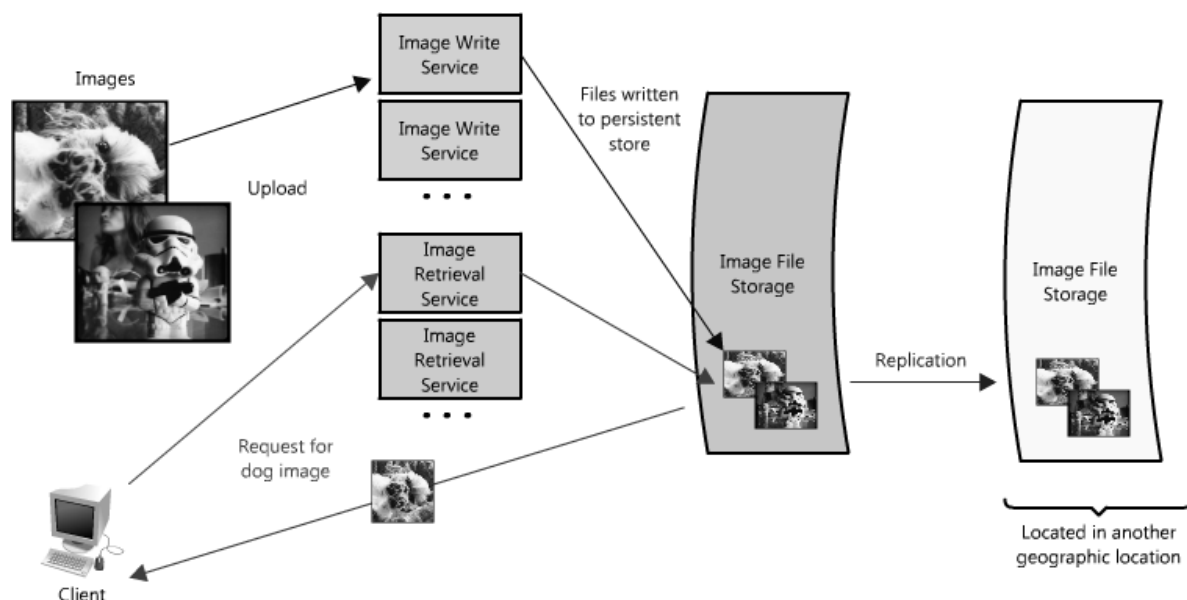 Images
Upload
Image Write
Service
Image Write
Service
• • •
Image
Retrieval
Service
Image
Retrieval
Service
• • •
Files written
to persistent
store
Image File
Storage
Replication
Image File
Storage
Request for
dog image
Client
Located in another
geographic location